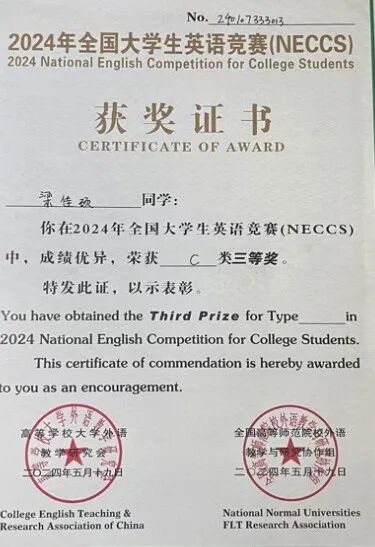 No. 240107333013
2024年全国大学生英语竞赛(NECCS)
2024 National English Competition for College Students
获奖证书
CERTIFICATE OF AWARD
梁佳硕 同学:
你在2024年全国大学生英语竞赛(NECCS)
中,成绩优异,荣获 C 类三等奖。
特发此证,以示表彰。
You have obtained the Third Prize for Type in
2024 National English Competition for College Students.
This certificate of commendation is hereby awarded
to you as an encouragement.
高等学校大学外语
教学研究会
二〇二四年五月十九日
College English Teaching &
Research Association of China
全国高等师范院校外语
教学与研究协作组
二〇二四年五月十九日
National Normal Universities
FLT Research Association